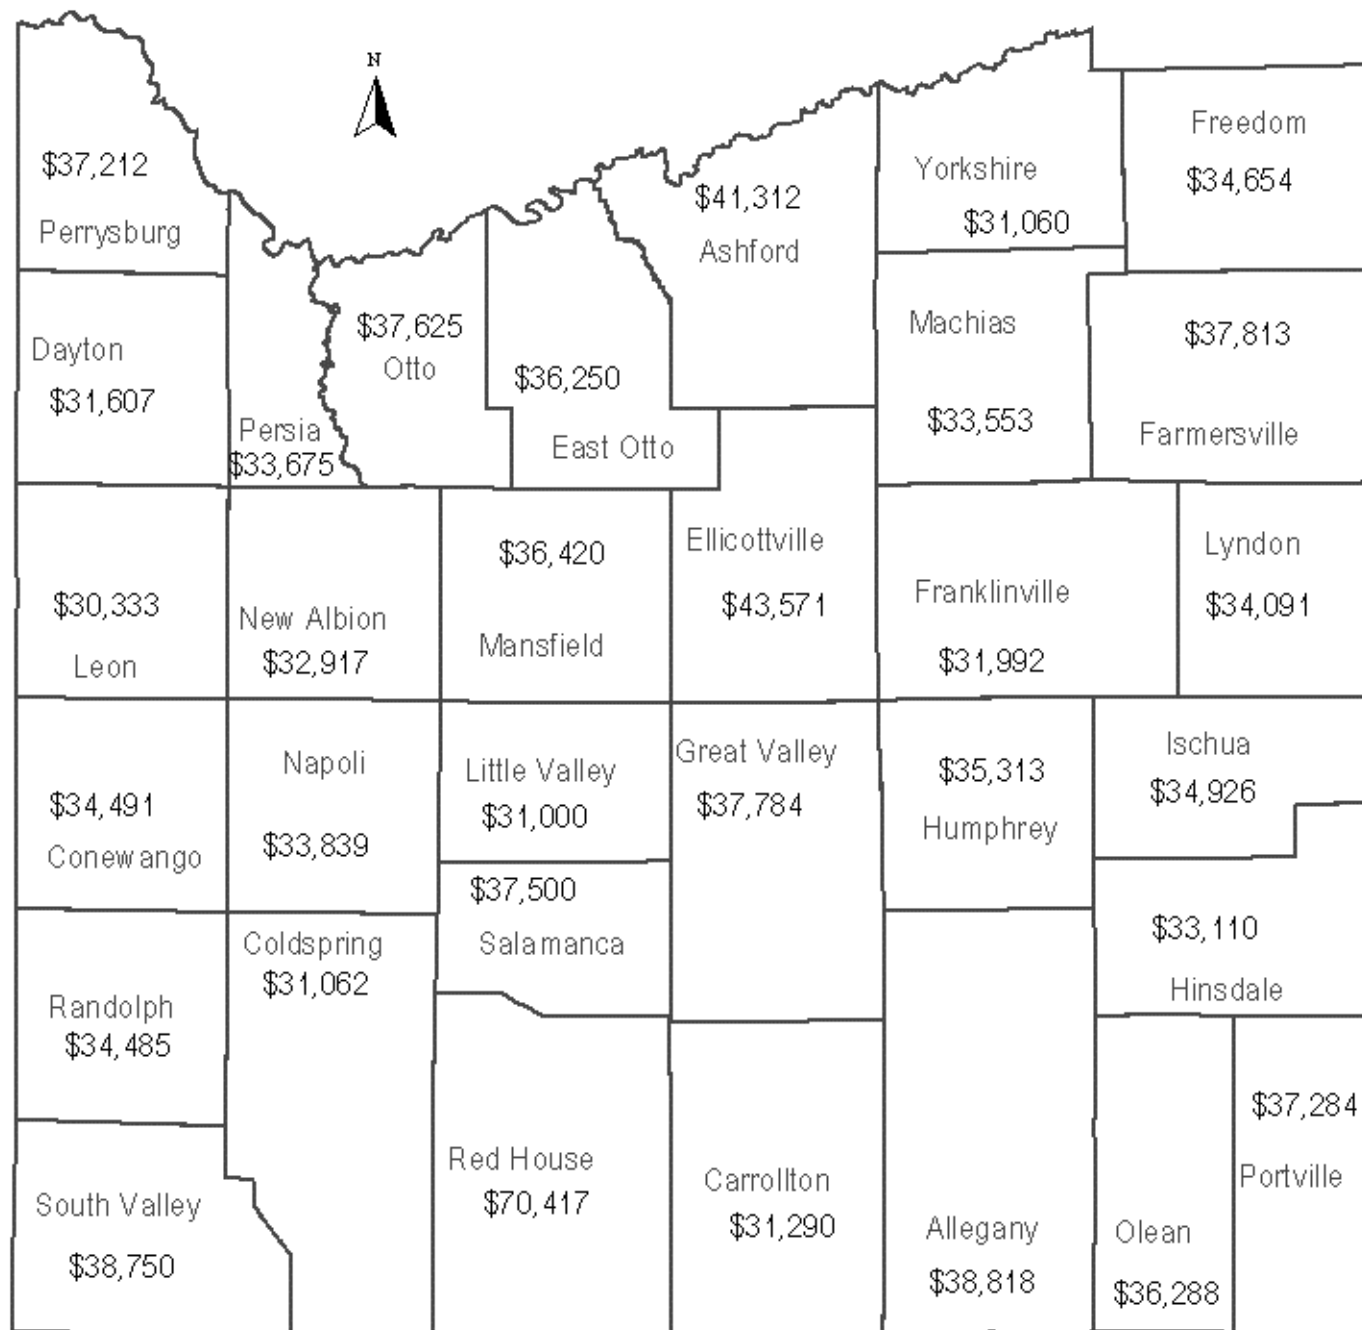 N
Freedom
$34,654
Yorkshire
$31,060
$37,212
Perrysburg
$41,312
Ashford
$37,625
Otto
Machias
$33,553
$37,813
Farmersville
Dayton
$31,607
$36,250
East Otto
Persia
$33,675
Ellicottville
$43,571
$36,420
Mansfield
Lyndon
$34,091
Franklinville
$31,992
$30,333
Leon
New Albion
$32,917
Napoli
$33,839
Little Valley
$31,000
Great Valley
$37,784
$35,313
Humphrey
Ischua
$34,926
$34,491
Conewango
$37,500
Salamanca
$33,110
Hinsdale
Coldspring
$31,062
Randolph
$34,485
$37,284
Portville
Red House
$70,417
Carrollton
$31,290
South Valley
$38,750
Allegany
$38,818
Olean
$36,288